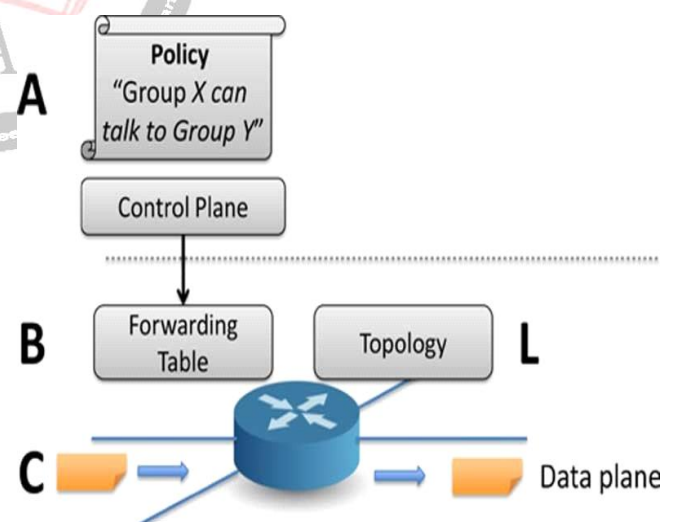 A
Policy
“Group X can
talk to Group Y”
Control Plane
B
Forwarding
Table
Topology
L
C
Data plane